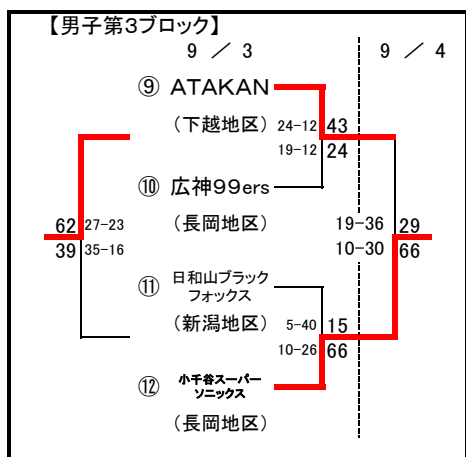 【男子第3ブロック】
9 ／ 3
9 ／ 4
⑨ ATAKAN
(下越地区)
24-12 43
19-12 24
⑩ 広神99ers
(長岡地区)
62 27-23
39 35-16
19-36 29
10-30 66
⑪ 日和山ブラック
フォックス
(新潟地区)
5-40 15
10-26 66
⑫ 小千谷スーパー
ソニックス
(長岡地区)